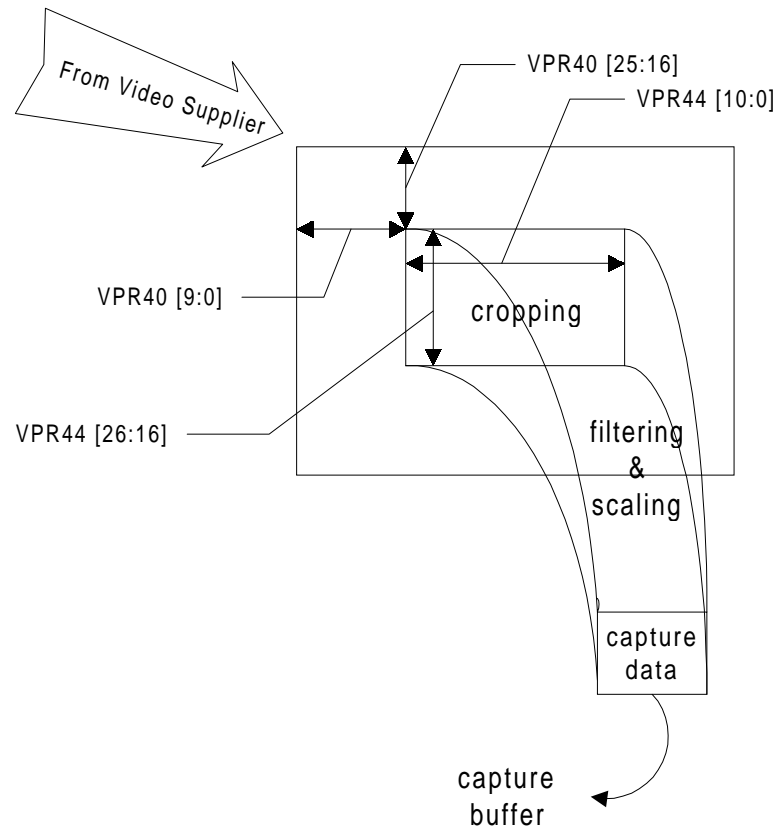 From Video Supplier
VPR40 [25:16]
VPR44 [10:0]
VPR40 [9:0]
cropping
VPR44 [26:16]
filtering
&
scaling
capture
data
capture
buffer